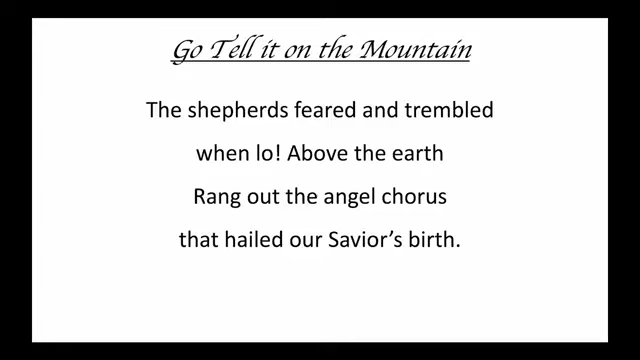 Go Tell it on the Mountain
The shepherds feared and trembled
when lo! Above the earth
Rang out the angel chorus
that hailed our Savior’s birth.